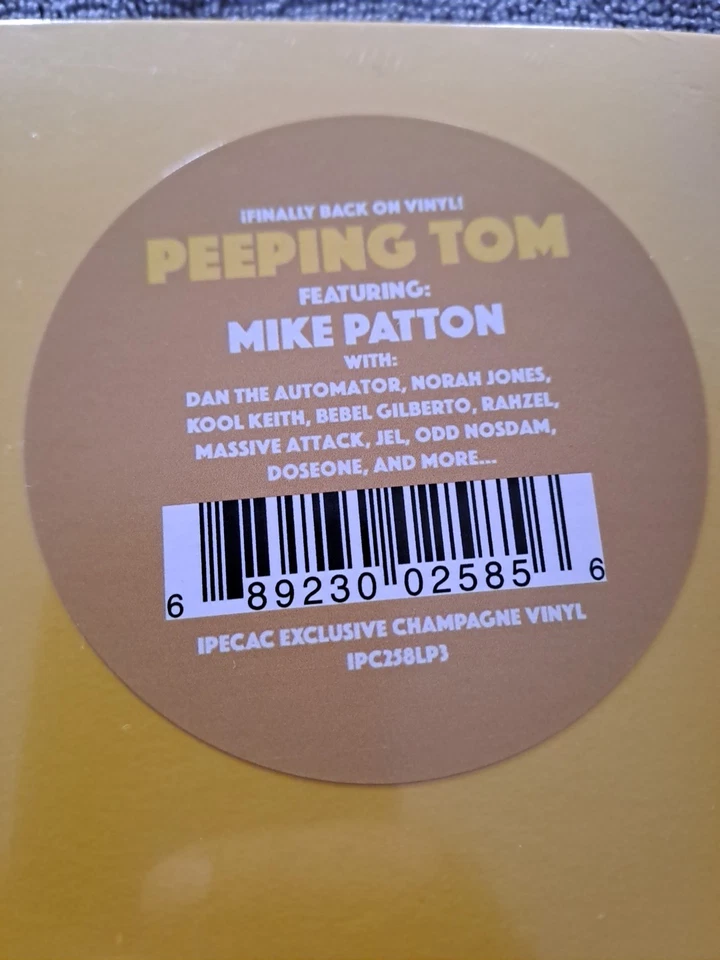 ¡FINALLY BACK ON VINYL!
PEEPING TOM
FEATURING:
MIKE PATTON
WITH:
DAN THE AUTOMATOR, NORAH JONES,
KOOL KEITH, BEBEL GILBERTO, RAHZEL,
MASSIVE ATTACK, JEL, ODD NOSDAM,
DOSEONE, AND MORE...
6 89230 02585 6
IPECAC EXCLUSIVE CHAMPAGNE VINYL
IPC258LP3